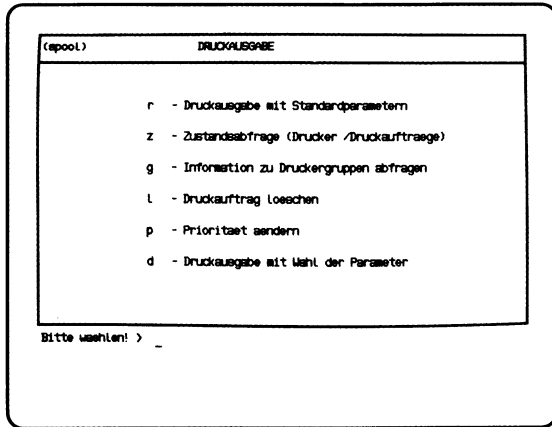 (spool) DRUCKAUSGABE
r - Druckausgabe mit Standardparametern
z - Zustandsabfrage (Drucker /Druckauftraege)
g - Information zu Druckergruppen abfragen
l - Druckauftrag loeschen
p - Prioritaet aendern
d - Druckausgabe mit Wahl der Parameter
Bitte waehlen! > _